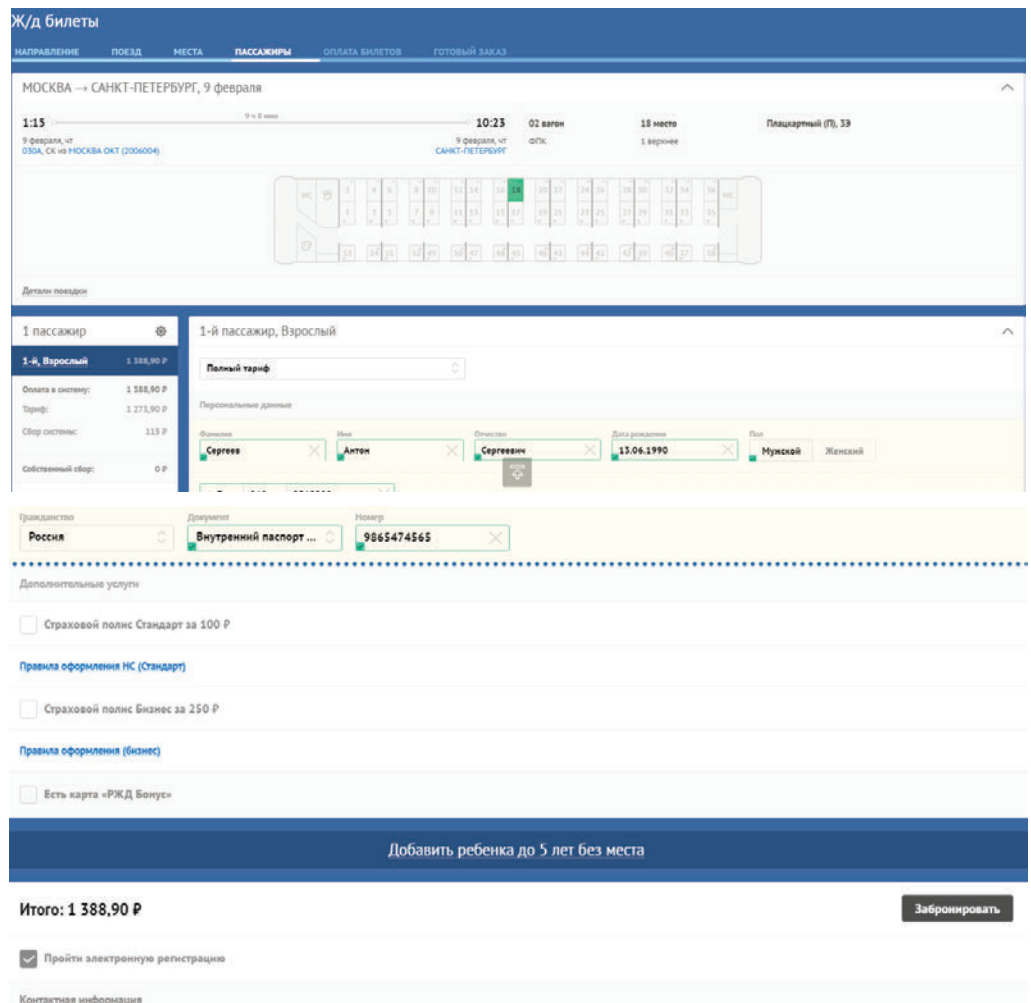 Ж/д билеты
НАПРАВЛЕНИЕ ПОЕЗД МЕСТА ПАССАЖИРЫ ОПЛАТА БИЛЕТОВ ГОТОВЫЙ ЗАКАЗ
МОСКВА → САНКТ-ПЕТЕРБУРГ, 9 февраля
1:15 9 ч 8 мин 10:23 02 вагон 18 место Плацкартный (П), 3Э
9 февраля, чт 9 февраля, чт ФПК 1 верхнее
030А, СК из МОСКВА ОКТ (2006004) САНКТ-ПЕТЕРБУРГ
18
Детали поездки
1 пассажир 1-й пассажир, Взрослый
1-й, Взрослый 1 388,90 ₽ Полный тариф
Оплата в систему: 1 388,90 ₽
Тариф: 1 273,90 ₽ Персональные данные
Сбор системы: 115 ₽ Фамилия Имя Отчество Дата рождения Пол
Сергеев Антон Сергеевич 13.06.1990 Мужской Женский
Собственный сбор: 0 ₽
Гражданство Документ Номер
Россия Внутренний паспорт ... 9865474565
Дополнительные услуги
Страховой полис Стандарт за 100 ₽
Правила оформления НС (Стандарт)
Страховой полис Бизнес за 250 ₽
Правила оформления (бизнес)
Есть карта «РЖД Бонус»
Добавить ребенка до 5 лет без места
Итого: 1 388,90 ₽ Забронировать
Пройти электронную регистрацию
Контактная информация